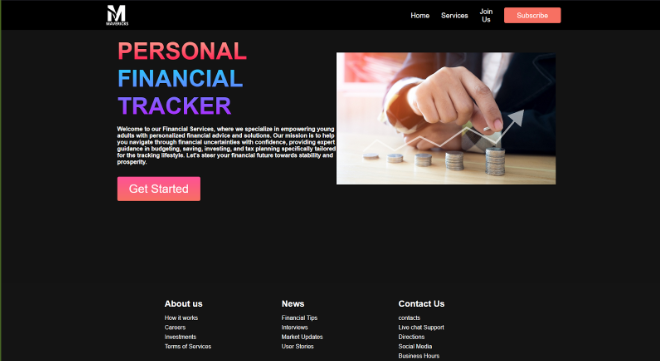 M
MAVERICKS
Home Services Join Us Subscribe
PERSONAL
FINANCIAL
TRACKER
Welcome to our Financial Services, where we specialize in empowering young
adults with personalized financial advice and solutions. Our mission is to help
you navigate through financial uncertainties with confidence, providing expert
guidance in budgeting, saving, investing, and tax planning specifically tailored
for the tracking lifestyle. Let's steer your financial future towards stability and
prosperity.
Get Started
About us
How it works
Careers
Investments
Terms of Services
News
Financial Tips
Interviews
Market Updates
User Stories
Contact Us
contacts
Live chat Support
Directions
Social Media
Business Hours